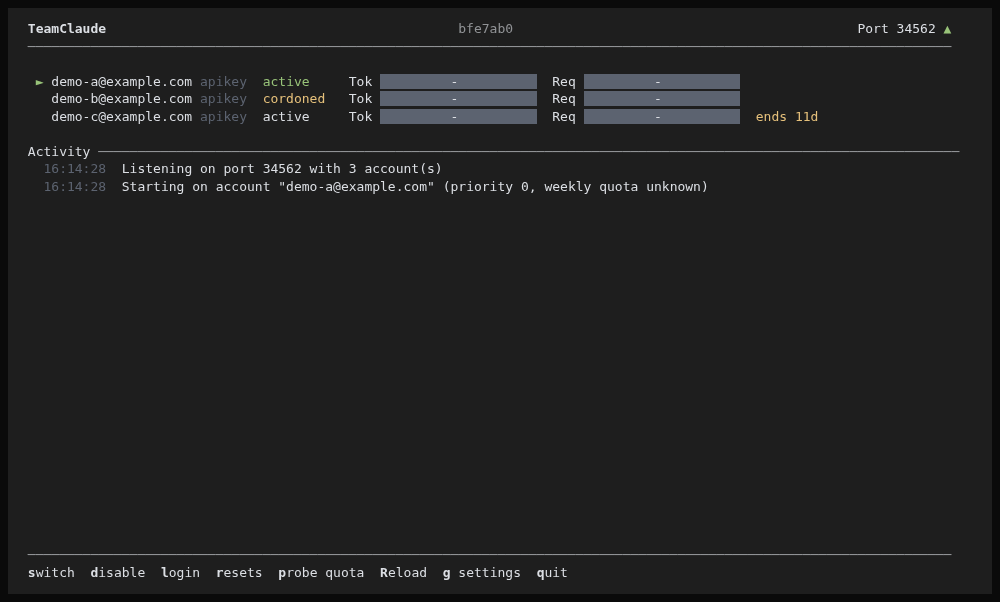 TeamClaude bfe7ab0 Port 34562 ▲
► demo-a@example.com apikey active Tok - Req -
demo-b@example.com apikey cordoned Tok - Req -
demo-c@example.com apikey active Tok - Req - ends 11d
Activity
16:14:28 Listening on port 34562 with 3 account(s)
16:14:28 Starting on account "demo-a@example.com" (priority 0, weekly quota unknown)
switch disable login resets probe quota Reload g settings quit